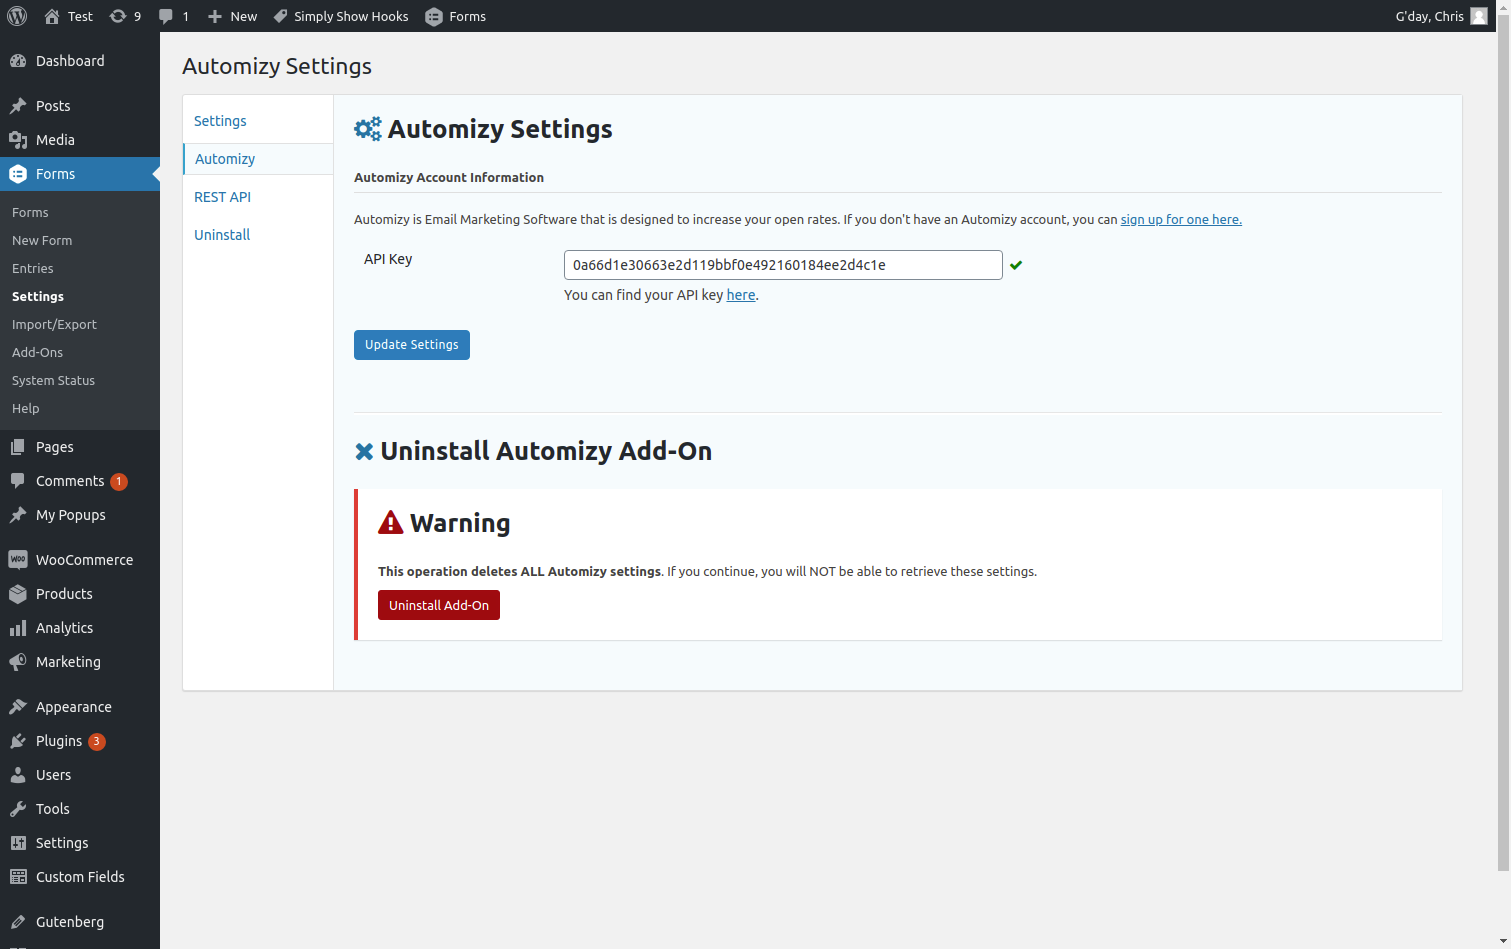 Test
9
1
New
Simply Show Hooks
Forms
G'day, Chris
Dashboard
Posts
Media
Forms
Forms
New Form
Entries
Settings
Import/Export
Add-Ons
System Status
Help
Pages
Comments 1
My Popups
WooCommerce
Products
Analytics
Marketing
Appearance
Plugins 3
Users
Tools
Settings
Custom Fields
Gutenberg
Automizy Settings
Settings
Automizy
REST API
Uninstall
Automizy Settings
Automizy Account Information
Automizy is Email Marketing Software that is designed to increase your open rates. If you don't have an Automizy account, you can sign up for one here.
API Key
0a66d1e30663e2d119bbf0e492160184ee2d4c1e
You can find your API key here.
Update Settings
Uninstall Automizy Add-On
Warning
This operation deletes ALL Automizy settings. If you continue, you will NOT be able to retrieve these settings.
Uninstall Add-On